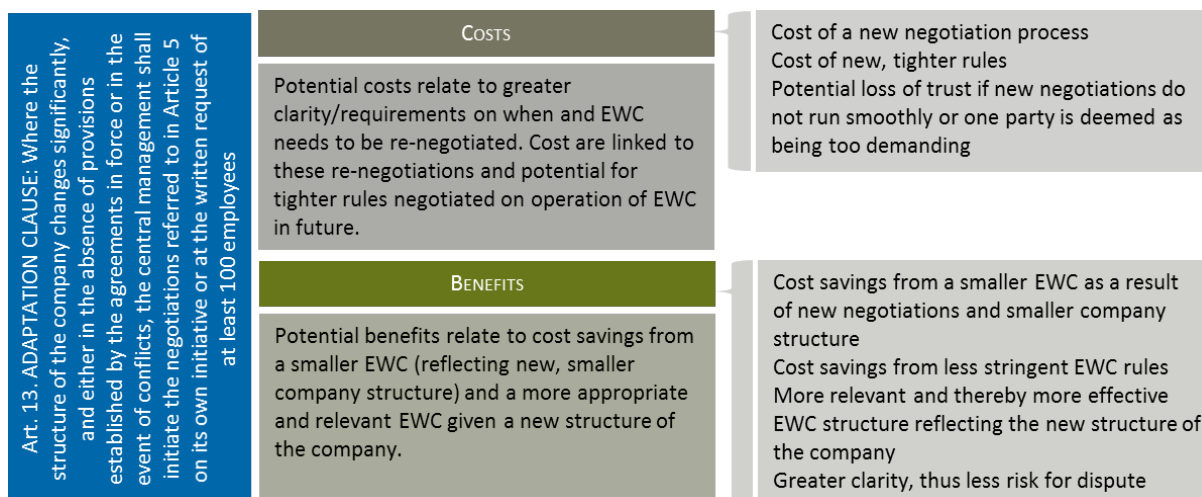 Art. 13. ADAPTATION CLAUSE: Where the
structure of the company changes significantly,
and either in the absence of provisions
established by the agreements in force or in the
event of conflicts, the central management shall
initiate the negotiations referred to in Article 5
on its own initiative or at the written request of
at least 100 employees
COSTS
Potential costs relate to greater
clarity/requirements on when and EWC
needs to be re-negotiated. Cost are linked to
these re-negotiations and potential for
tighter rules negotiated on operation of EWC
in future.
Cost of a new negotiation process
Cost of new, tighter rules
Potential loss of trust if new negotiations do
not run smoothly or one party is deemed as
being too demanding
BENEFITS
Potential benefits relate to cost savings from
a smaller EWC (reflecting new, smaller
company structure) and a more appropriate
and relevant EWC given a new structure of
the company.
Cost savings from a smaller EWC as a result
of new negotiations and smaller company
structure
Cost savings from less stringent EWC rules
More relevant and thereby more effective
EWC structure reflecting the new structure of
the company
Greater clarity, thus less risk for dispute